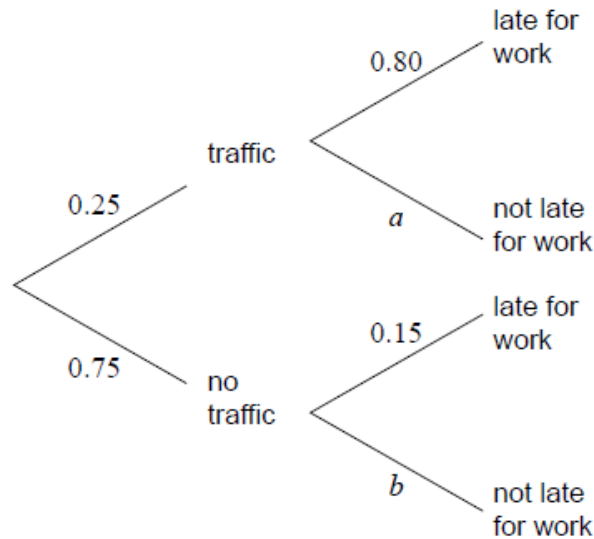 late for
work
0.80
traffic
0.25
a
not late
for work
late for
work
0.15
0.75
no
traffic
b
not late
for work